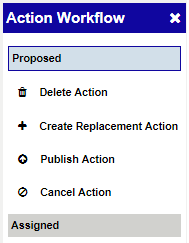 Action Workflow
Proposed
Delete Action
Create Replacement Action
Publish Action
Cancel Action
Assigned